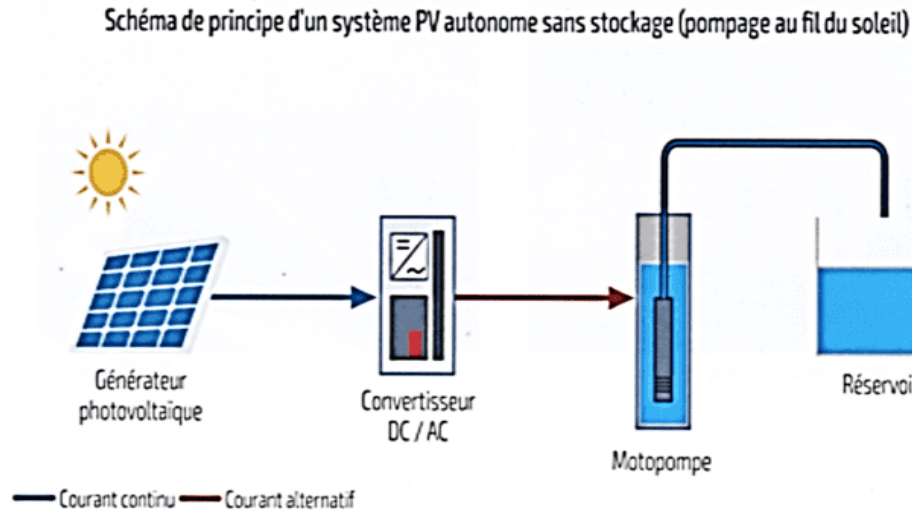 Schéma de principe d'un système PV autonome sans stockage (pompage au fil du soleil)
Générateur
photovoltaïque
Convertisseur
DC / AC
Motopompe
Réservoi
Courant continu
Courant alternatif